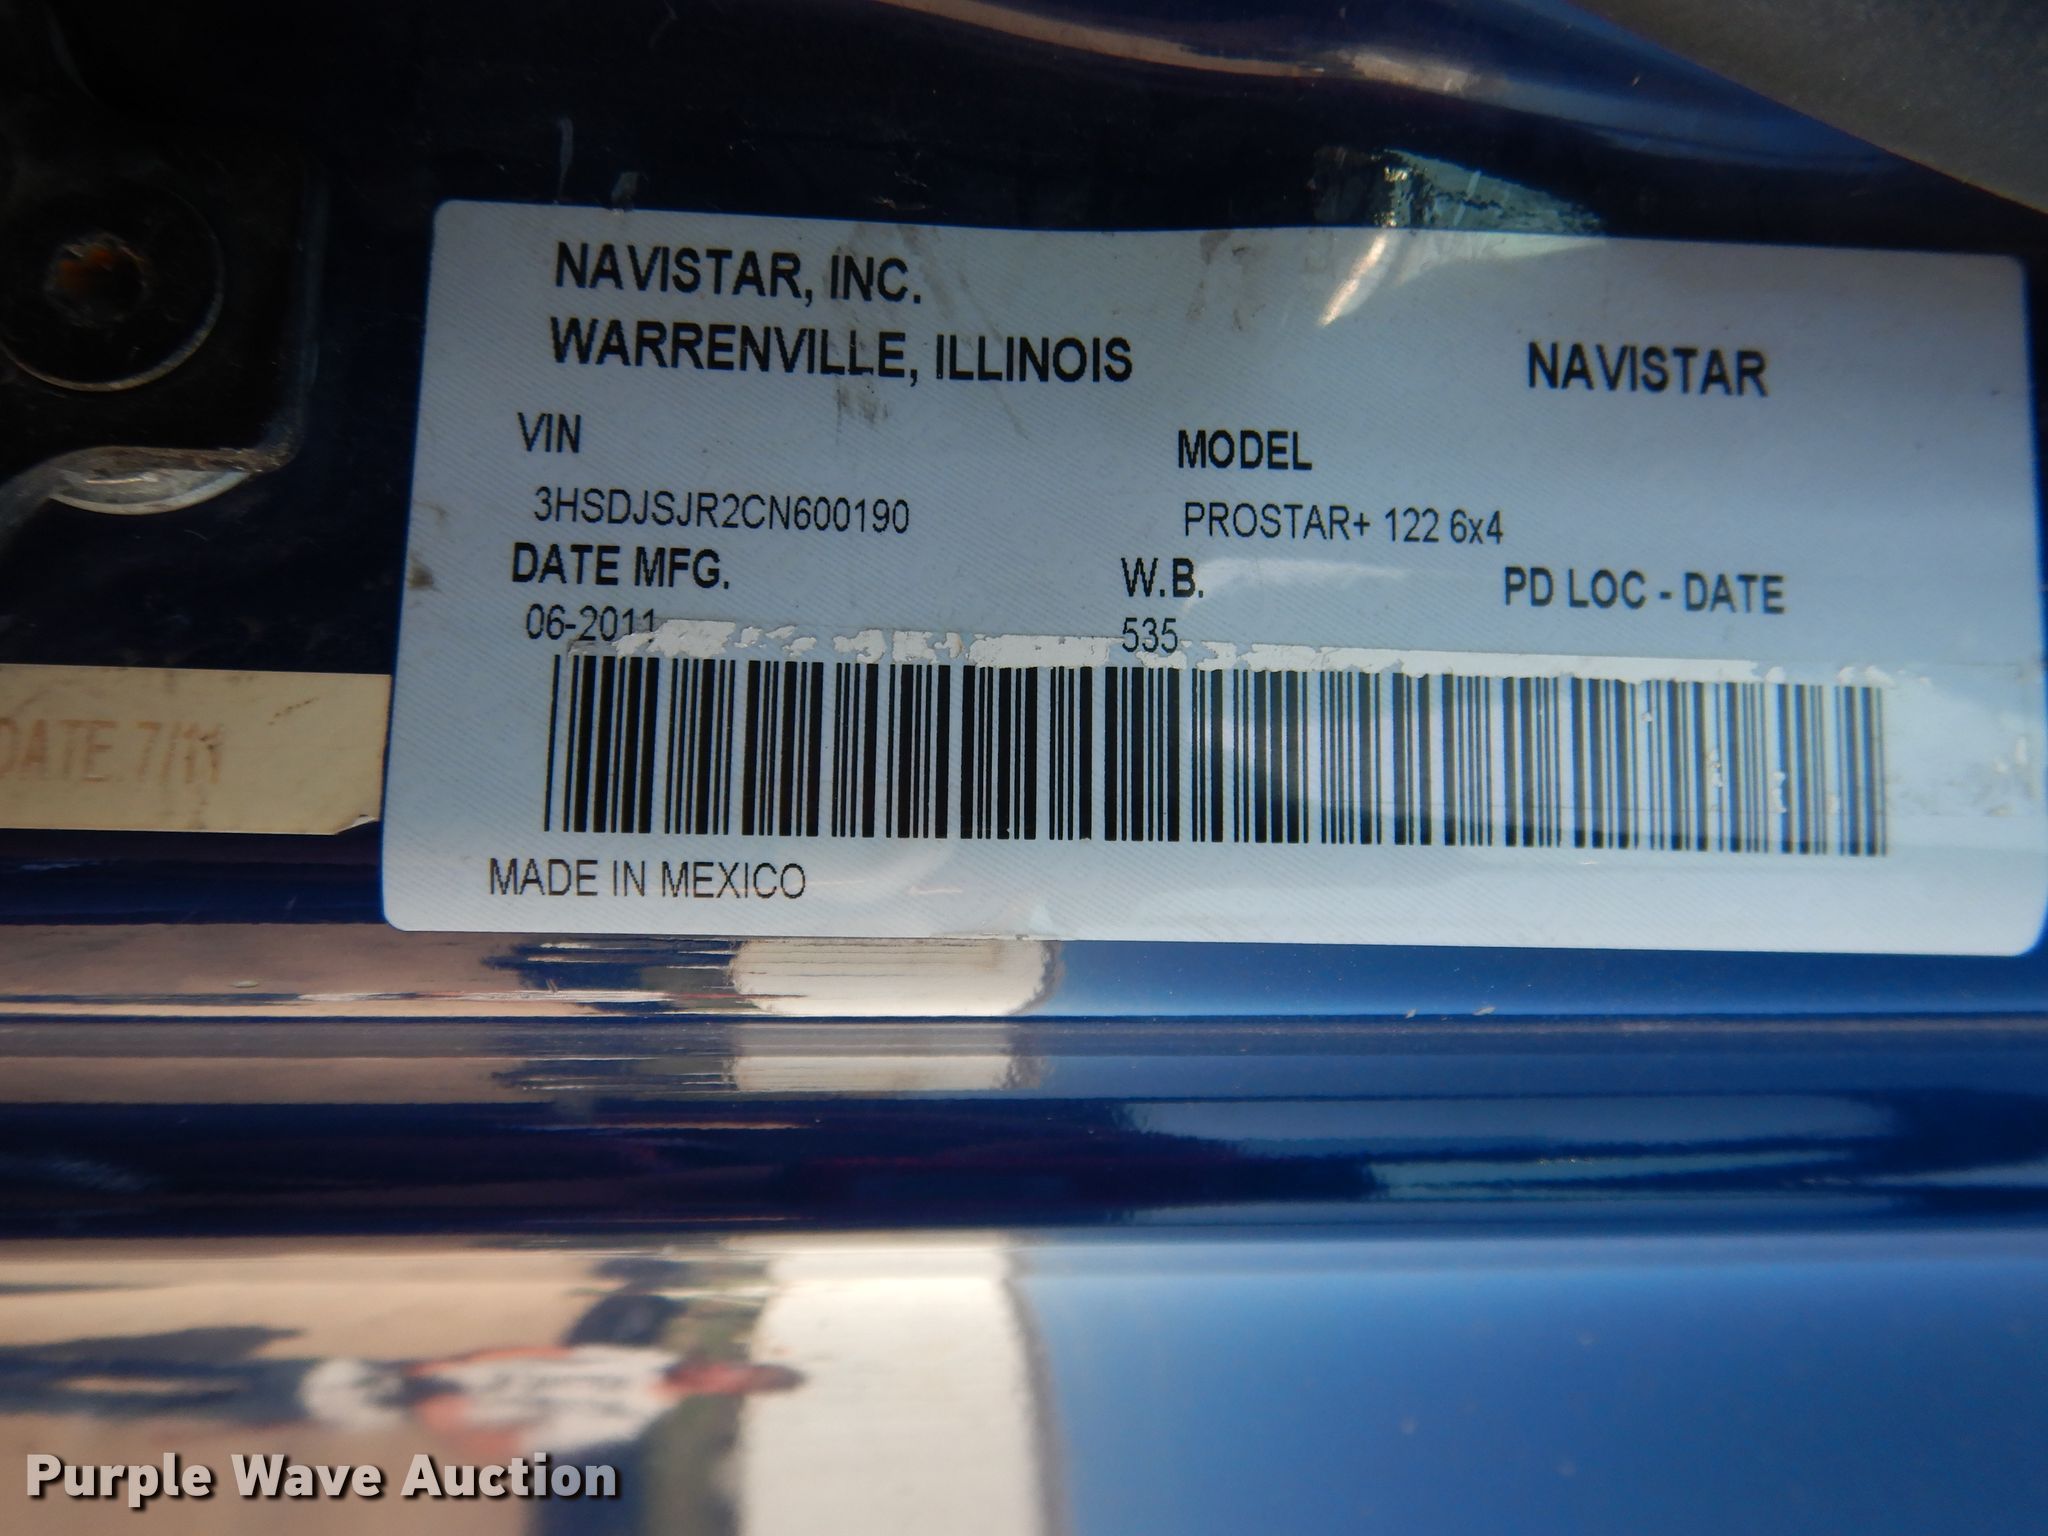 NAVISTAR, INC.
WARRENVILLE, ILLINOIS
NAVISTAR
VIN
MODEL
3HSDJSJR2CN600190
PROSTAR+ 122 6x4
DATE MFG.
W.B.
PD LOC - DATE
06-2011
535
DATE 7/11
MADE IN MEXICO
Purple Wave Auction